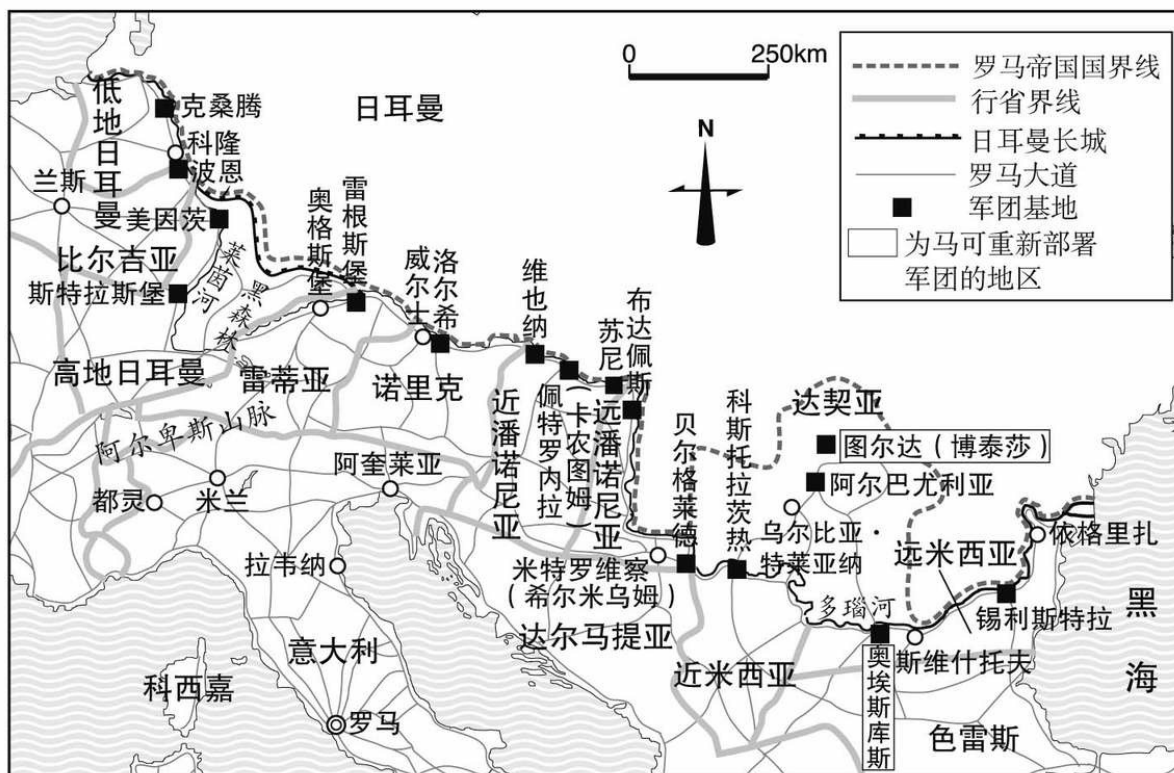 0
250km
N
罗马帝国国界线
行省界线
日耳曼长城
罗马大道
军团基地
为马可重新部署
军团的地区
日耳曼
低地日耳曼
克桑腾
科隆
波恩
兰斯
美因茨
比尔吉亚
斯特拉斯堡
莱茵河
黑森林
奥格斯堡
雷根斯堡
威尔士
洛尔希
维也纳
苏尼
布达佩斯
高地日耳曼
雷蒂亚
诺里克
近潘诺尼亚
佩特罗内拉
（卡农图姆）
远潘诺尼亚
贝尔格莱德
科斯托拉茨热
达契亚
图尔达（博泰莎）
阿尔巴尤利亚
乌尔比亚·
特莱亚纳
远米西亚
依格里扎
锡利斯特拉
阿尔卑斯山脉
都灵
米兰
阿奎莱亚
拉韦纳
米特罗维察
（希尔米乌姆）
达尔马提亚
多瑙河
奥埃斯库斯
斯维什托夫
近米西亚
色雷斯
黑海
意大利
科西嘉
罗马